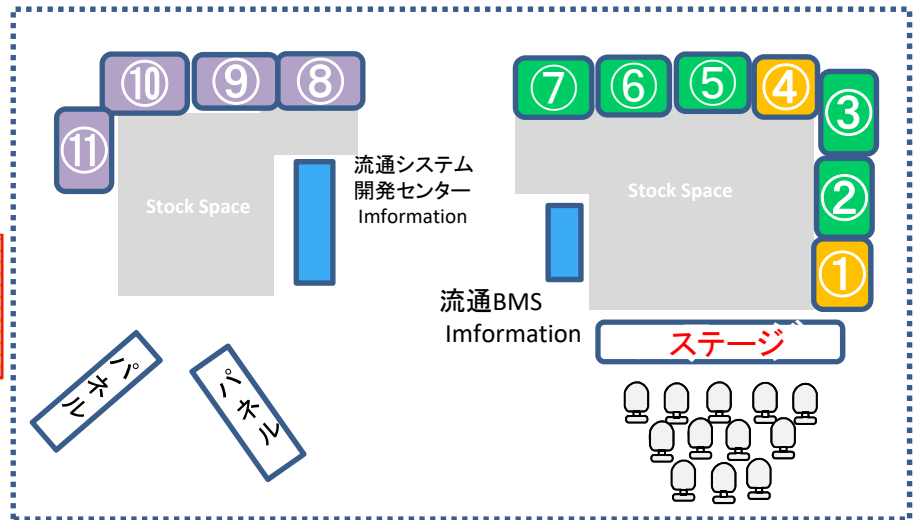 ⑩
⑨
⑧
⑦
⑥
⑤
④
③
⑪
②
①
Stock Space
流通システム
開発センター
Imformation
Stock Space
流通BMS
Imformation
ステージ
パネル
パネル